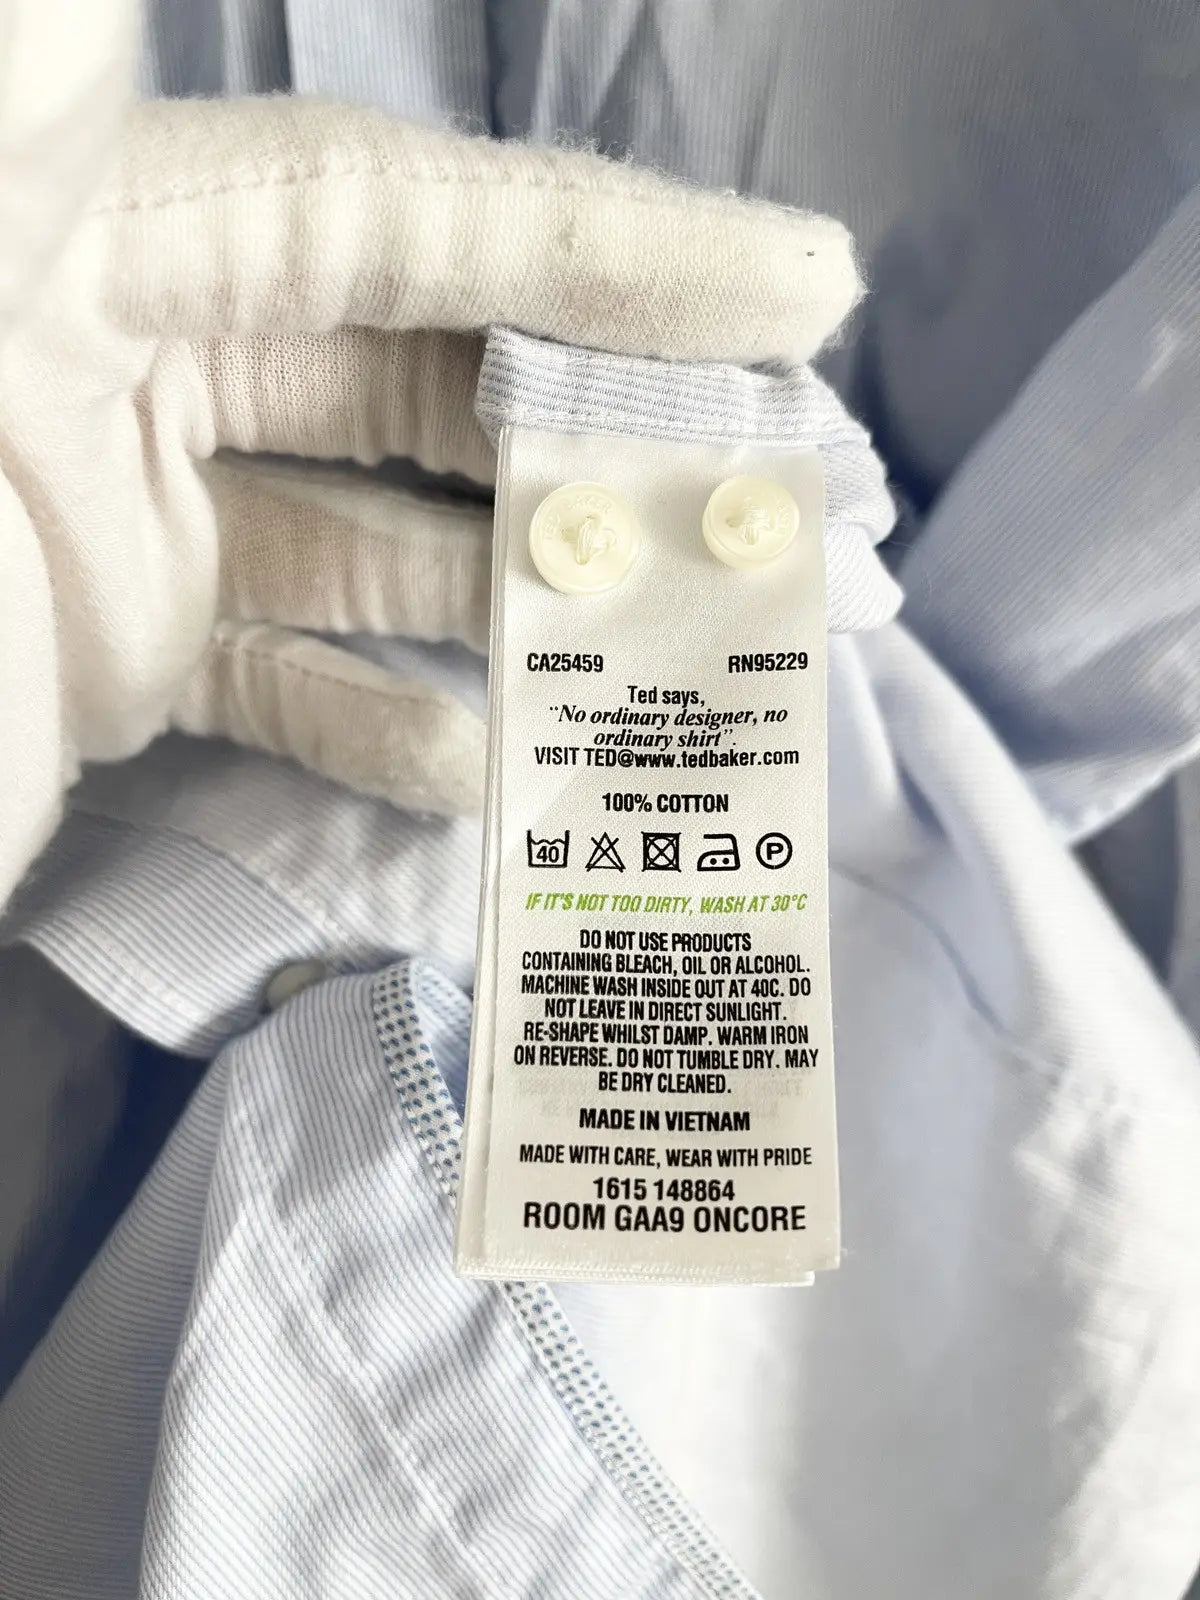 TED BAKER
CA25459 RN95229
Ted says,
"No ordinary designer, no
ordinary shirt".
VISIT TED@www.tedbaker.com
100% COTTON
40 P
IF IT'S NOT TOO DIRTY, WASH AT 30°C
DO NOT USE PRODUCTS
CONTAINING BLEACH, OIL OR ALCOHOL.
MACHINE WASH INSIDE OUT AT 40C. DO
NOT LEAVE IN DIRECT SUNLIGHT.
RE-SHAPE WHILST DAMP. WARM IRON
ON REVERSE. DO NOT TUMBLE DRY. MAY
BE DRY CLEANED.
MADE IN VIETNAM
MADE WITH CARE, WEAR WITH PRIDE
1615 148864
ROOM GAA9 ONCORE